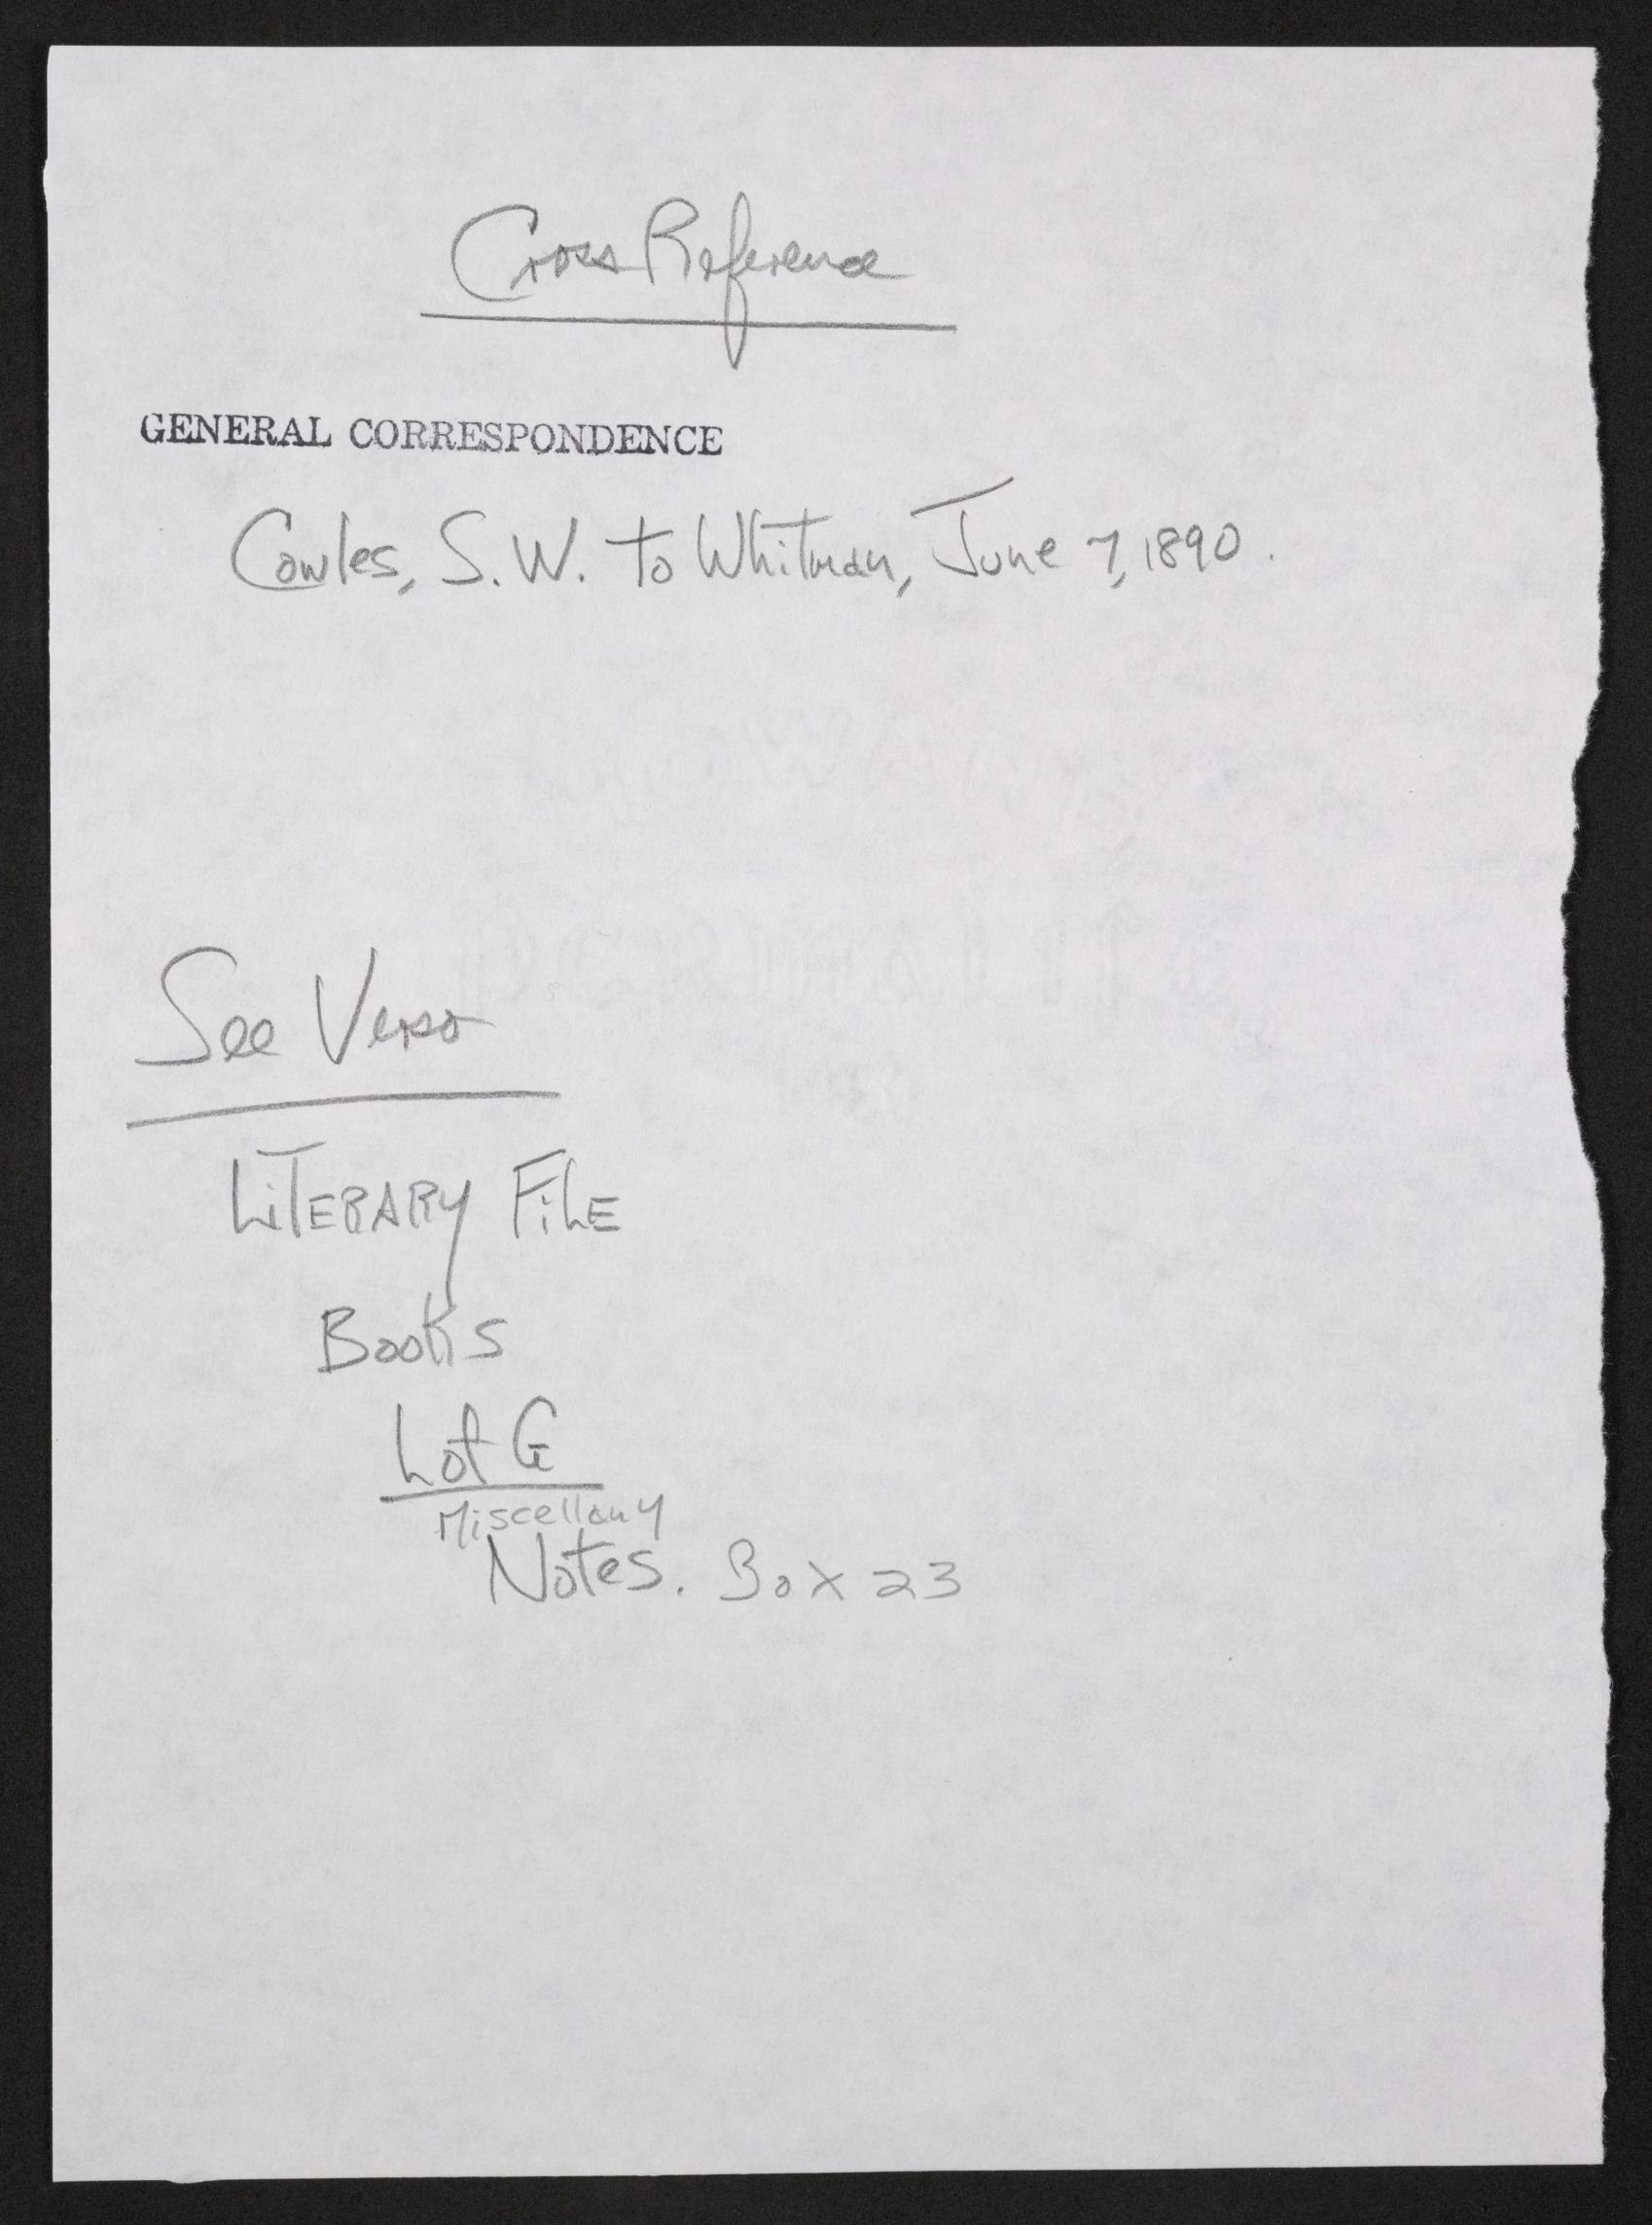 Cross Reference
GENERAL CORRESPONDENCE
Cowles, S. W. to Whitman, June 7, 1890.
See Verso
LITERARY FILE
Books
Lot G
Miscellany
Notes. Box 23